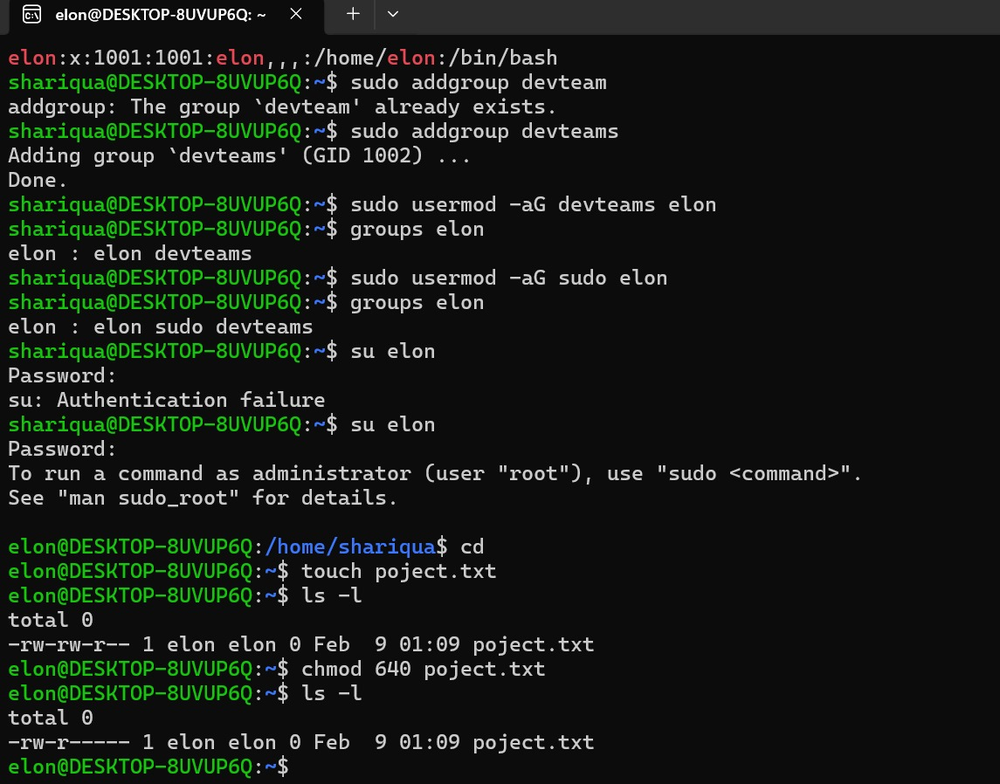 elon@DESKTOP-8UVUP6Q: ~
elon:x:1001:1001:elon,,,:/home/elon:/bin/bash
shariqua@DESKTOP-8UVUP6Q:~$ sudo addgroup devteam
addgroup: The group `devteam' already exists.
shariqua@DESKTOP-8UVUP6Q:~$ sudo addgroup devteams
Adding group `devteams' (GID 1002) ...
Done.
shariqua@DESKTOP-8UVUP6Q:~$ sudo usermod -aG devteams elon
shariqua@DESKTOP-8UVUP6Q:~$ groups elon
elon : elon devteams
shariqua@DESKTOP-8UVUP6Q:~$ sudo usermod -aG sudo elon
shariqua@DESKTOP-8UVUP6Q:~$ groups elon
elon : elon sudo devteams
shariqua@DESKTOP-8UVUP6Q:~$ su elon
Password:
su: Authentication failure
shariqua@DESKTOP-8UVUP6Q:~$ su elon
Password:
To run a command as administrator (user "root"), use "sudo <command>".
See "man sudo_root" for details.
elon@DESKTOP-8UVUP6Q:/home/shariqua$ cd
elon@DESKTOP-8UVUP6Q:~$ touch poject.txt
elon@DESKTOP-8UVUP6Q:~$ ls -l
total 0
-rw-rw-r-- 1 elon elon 0 Feb  9 01:09 poject.txt
elon@DESKTOP-8UVUP6Q:~$ chmod 640 poject.txt
elon@DESKTOP-8UVUP6Q:~$ ls -l
total 0
-rw-r----- 1 elon elon 0 Feb  9 01:09 poject.txt
elon@DESKTOP-8UVUP6Q:~$